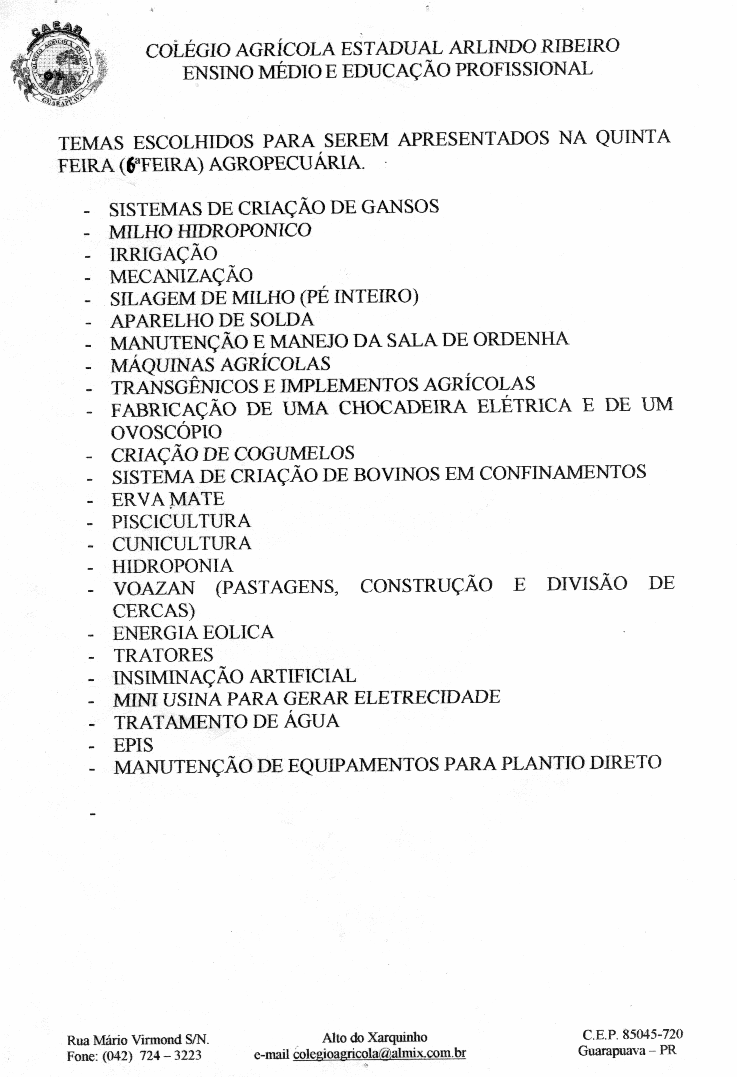 CAEAR
GUARAPUAVA
COLÉGIO AGRÍCOLA ESTADUAL ARLINDO RIBEIRO
ENSINO MÉDIO E EDUCAÇÃO PROFISSIONAL
TEMAS ESCOLHIDOS PARA SEREM APRESENTADOS NA QUINTA
FEIRA (6ªFEIRA) AGROPECUÁRIA.
- SISTEMAS DE CRIAÇÃO DE GANSOS
- MILHO HIDROPONICO
- IRRIGAÇÃO
- MECANIZAÇÃO
- SILAGEM DE MILHO (PÉ INTEIRO)
- APARELHO DE SOLDA
- MANUTENÇÃO E MANEJO DA SALA DE ORDENHA
- MÁQUINAS AGRÍCOLAS
- TRANSGÊNICOS E IMPLEMENTOS AGRÍCOLAS
- FABRICAÇÃO DE UMA CHOCADEIRA ELÉTRICA E DE UM
OVOSCÓPIO
- CRIAÇÃO DE COGUMELOS
- SISTEMA DE CRIAÇÃO DE BOVINOS EM CONFINAMENTOS
- ERVA MATE
- PISCICULTURA
- CUNICULTURA
- HIDROPONIA
- VOAZAN (PASTAGENS, CONSTRUÇÃO E DIVISÃO DE
CERCAS)
- ENERGIA EOLICA
- TRATORES
- INSIMINAÇÃO ARTIFICIAL
- MINI USINA PARA GERAR ELETRECIDADE
- TRATAMENTO DE ÁGUA
- EPIS
- MANUTENÇÃO DE EQUIPAMENTOS PARA PLANTIO DIRETO
-
Rua Mário Virmond S/N. Alto do Xarquinho C.E.P. 85045-720
Fone: (042) 724 – 3223 e-mail colegioagricola@almix.com.br Guarapuava – PR